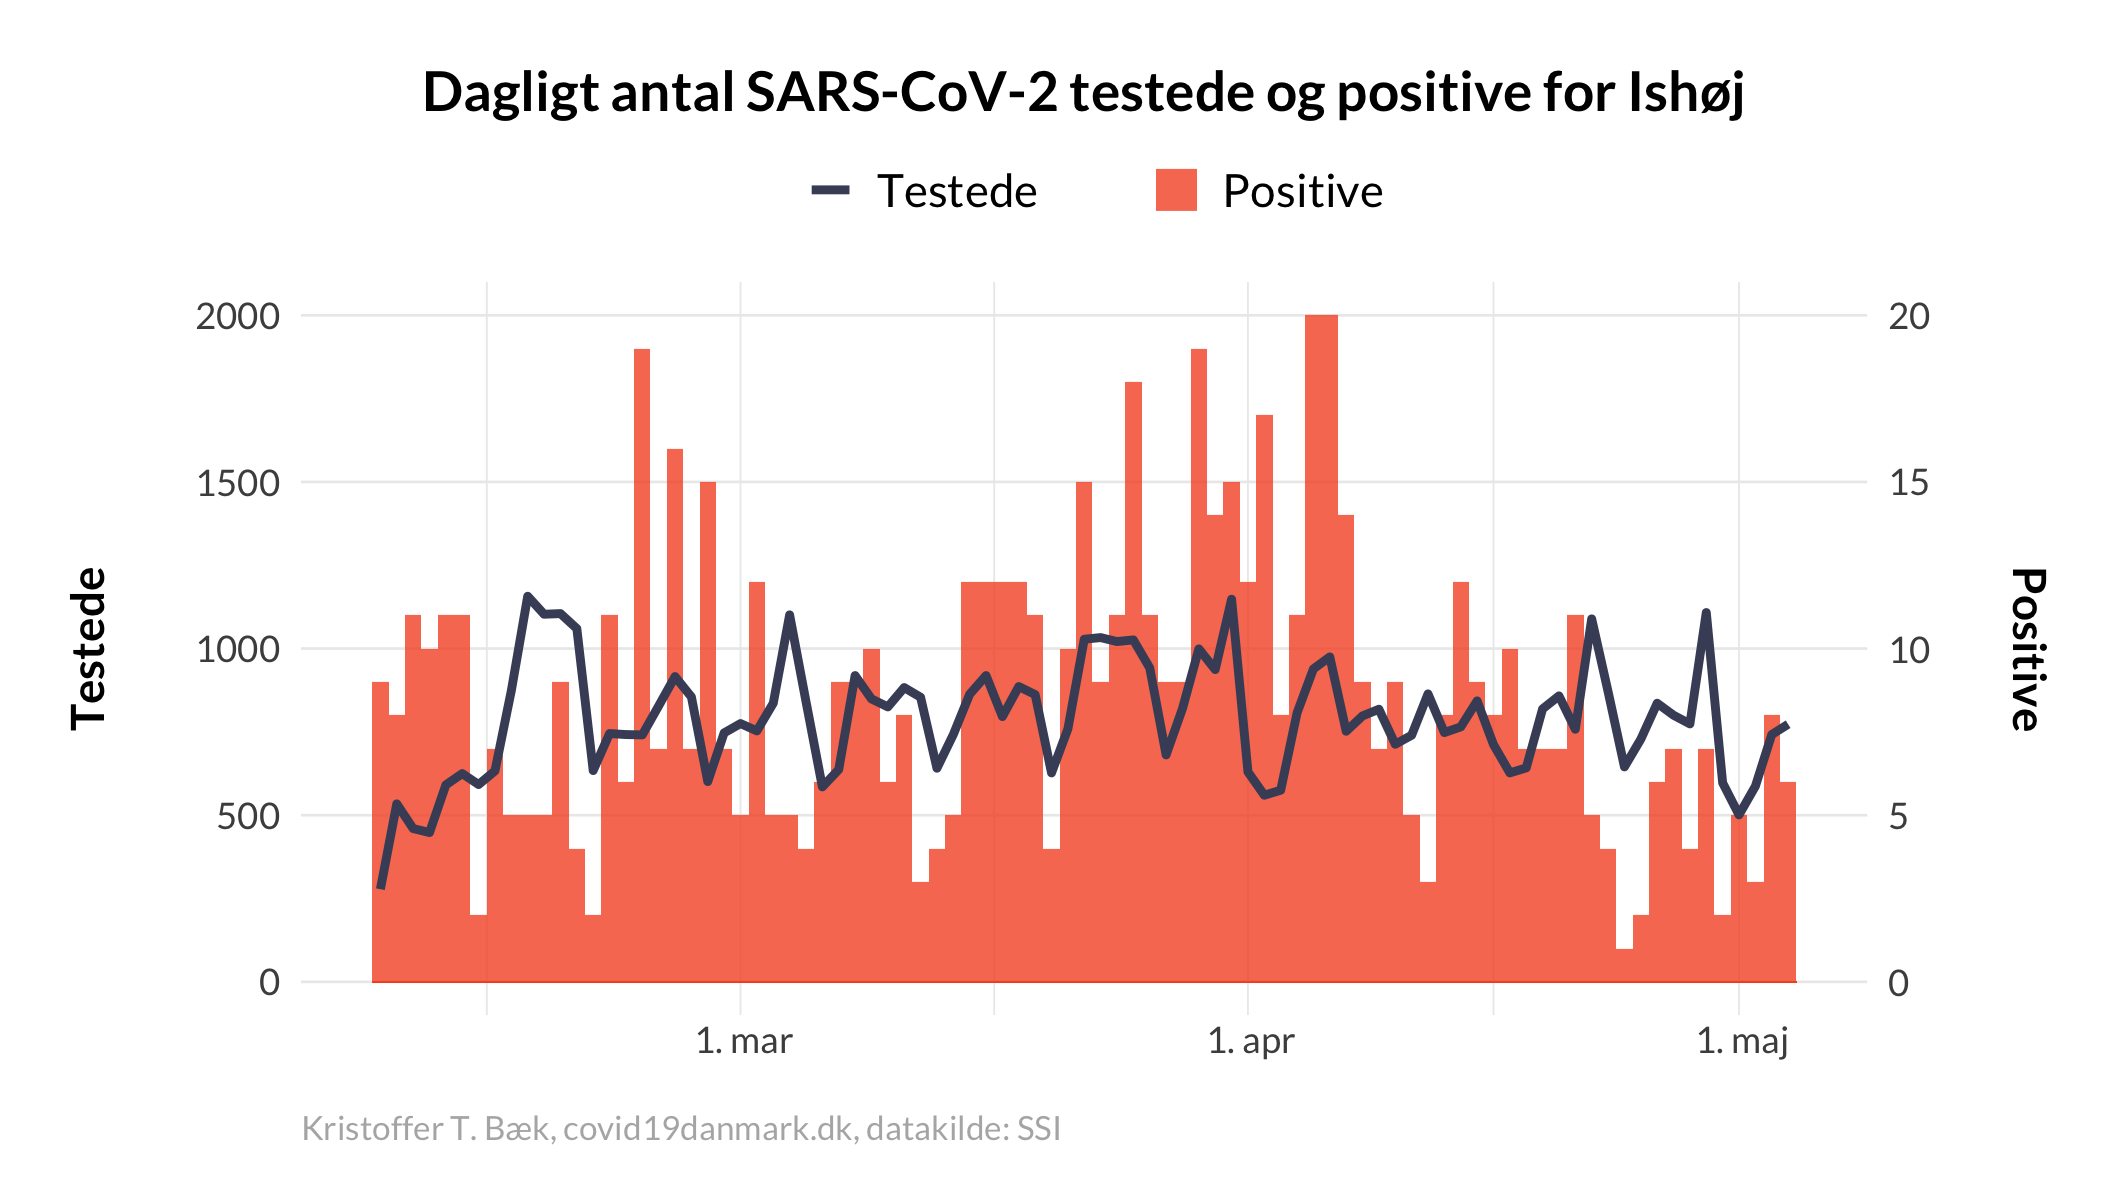 Dagligt antal SARS-CoV-2 testede og positive for Ishøj
Testede
Positive
2000
1500
1000
500
0
Testede
20
15
10
5
0
Positive
1. mar
1. apr
1. maj
Kristoffer T. Bæk, covid19danmark.dk, datakilde: SSI